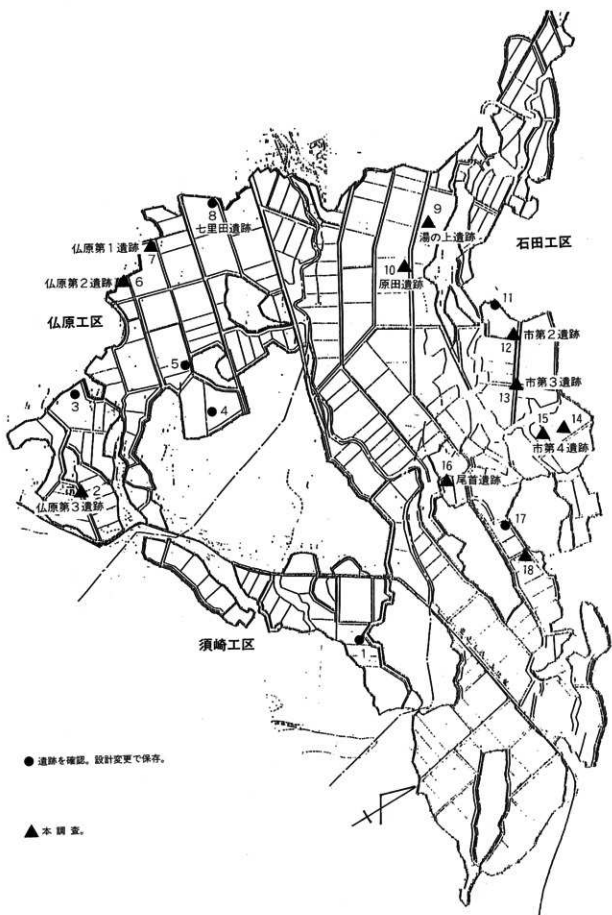 8
七里田遺跡
仏原第1遺跡
7
仏原第2遺跡
6
仏原工区
5
4
3
2
仏原第3遺跡
須崎工区
1
9
湯の上遺跡
10
原田遺跡
石田工区
11
12
市第2遺跡
13
市第3遺跡
15
14
市第4遺跡
16
尾首遺跡
17
18
● 遺跡を確認。設計変更で保存。
▲ 本調査。